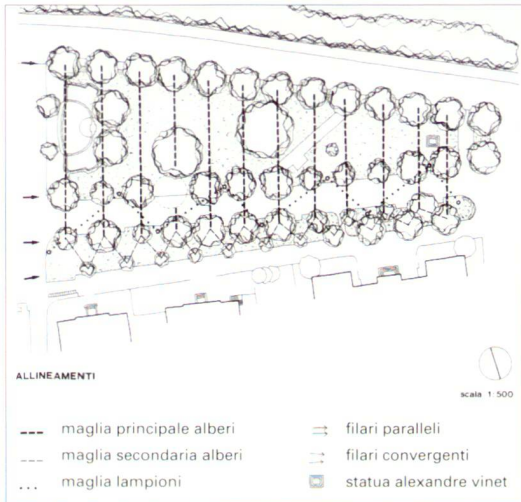 ALLINEAMENTI
scala 1:500
maglia principale alberi
maglia secondaria alberi
maglia lampioni
filari paralleli
filari convergenti
statua alexandre vinet